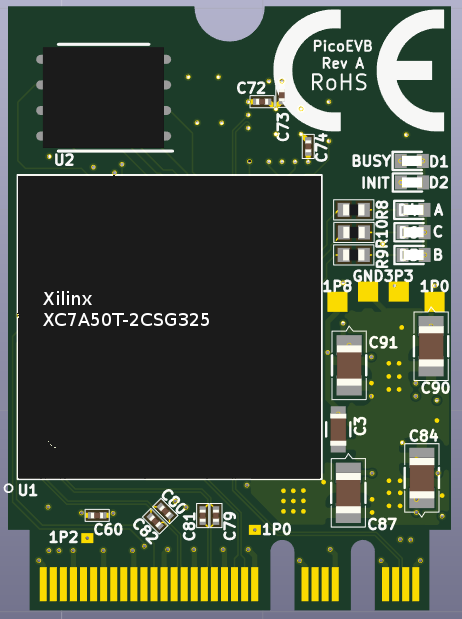 PicoEVB
Rev A
RoHS
C72
C73
C74
U2
BUSY
D1
INIT
D2
R8
R10
R9
A
C
B
GND
3P3
1P8
1P0
Xilinx
XC7A50T-2CSG325
C91
C90
C3
C84
U1
C60
C80
C82
C81
C79
C87
1P2
1P0